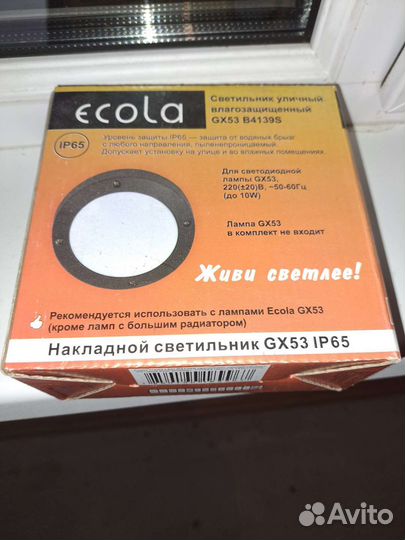 ecola
Светильник уличный
влагозащищенный
GX53 B4139S
IP65
Уровень защиты IP65 — защита от водяных брызг
с любого направления, пыленепроницаемый.
Допускает установку на улице и во влажных помещениях.
Для светодиодной
лампы GX53,
220(±20)В, ~50-60Гц
(до 10W)
Лампа GX53
в комплект не входит
Живи светлее!
Рекомендуется использовать с лампами Ecola GX53
(кроме ламп с большим радиатором)
Накладной светильник GX53 IP65
Avito